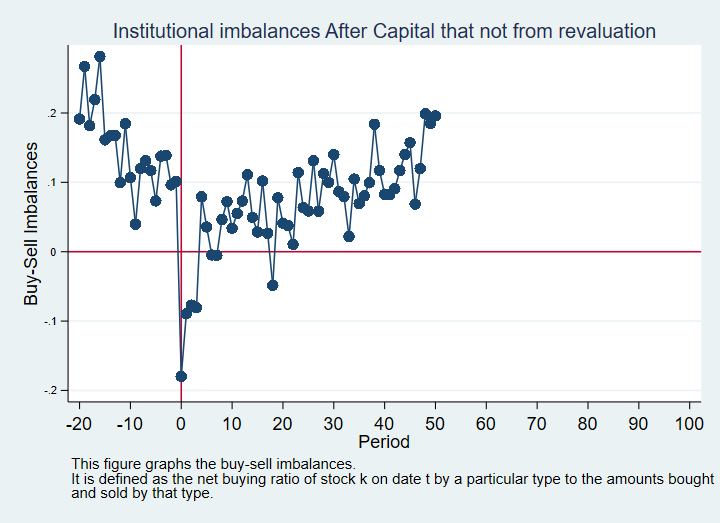 Institutional imbalances After Capital that not from revaluation
Buy-Sell Imbalances
.2
.1
0
-.1
-.2
-20 -10 0 10 20 30 40 50 60 70 80 90 100
Period
This figure graphs the buy-sell imbalances.
It is defined as the net buying ratio of stock k on date t by a particular type to the amounts bought
and sold by that type.